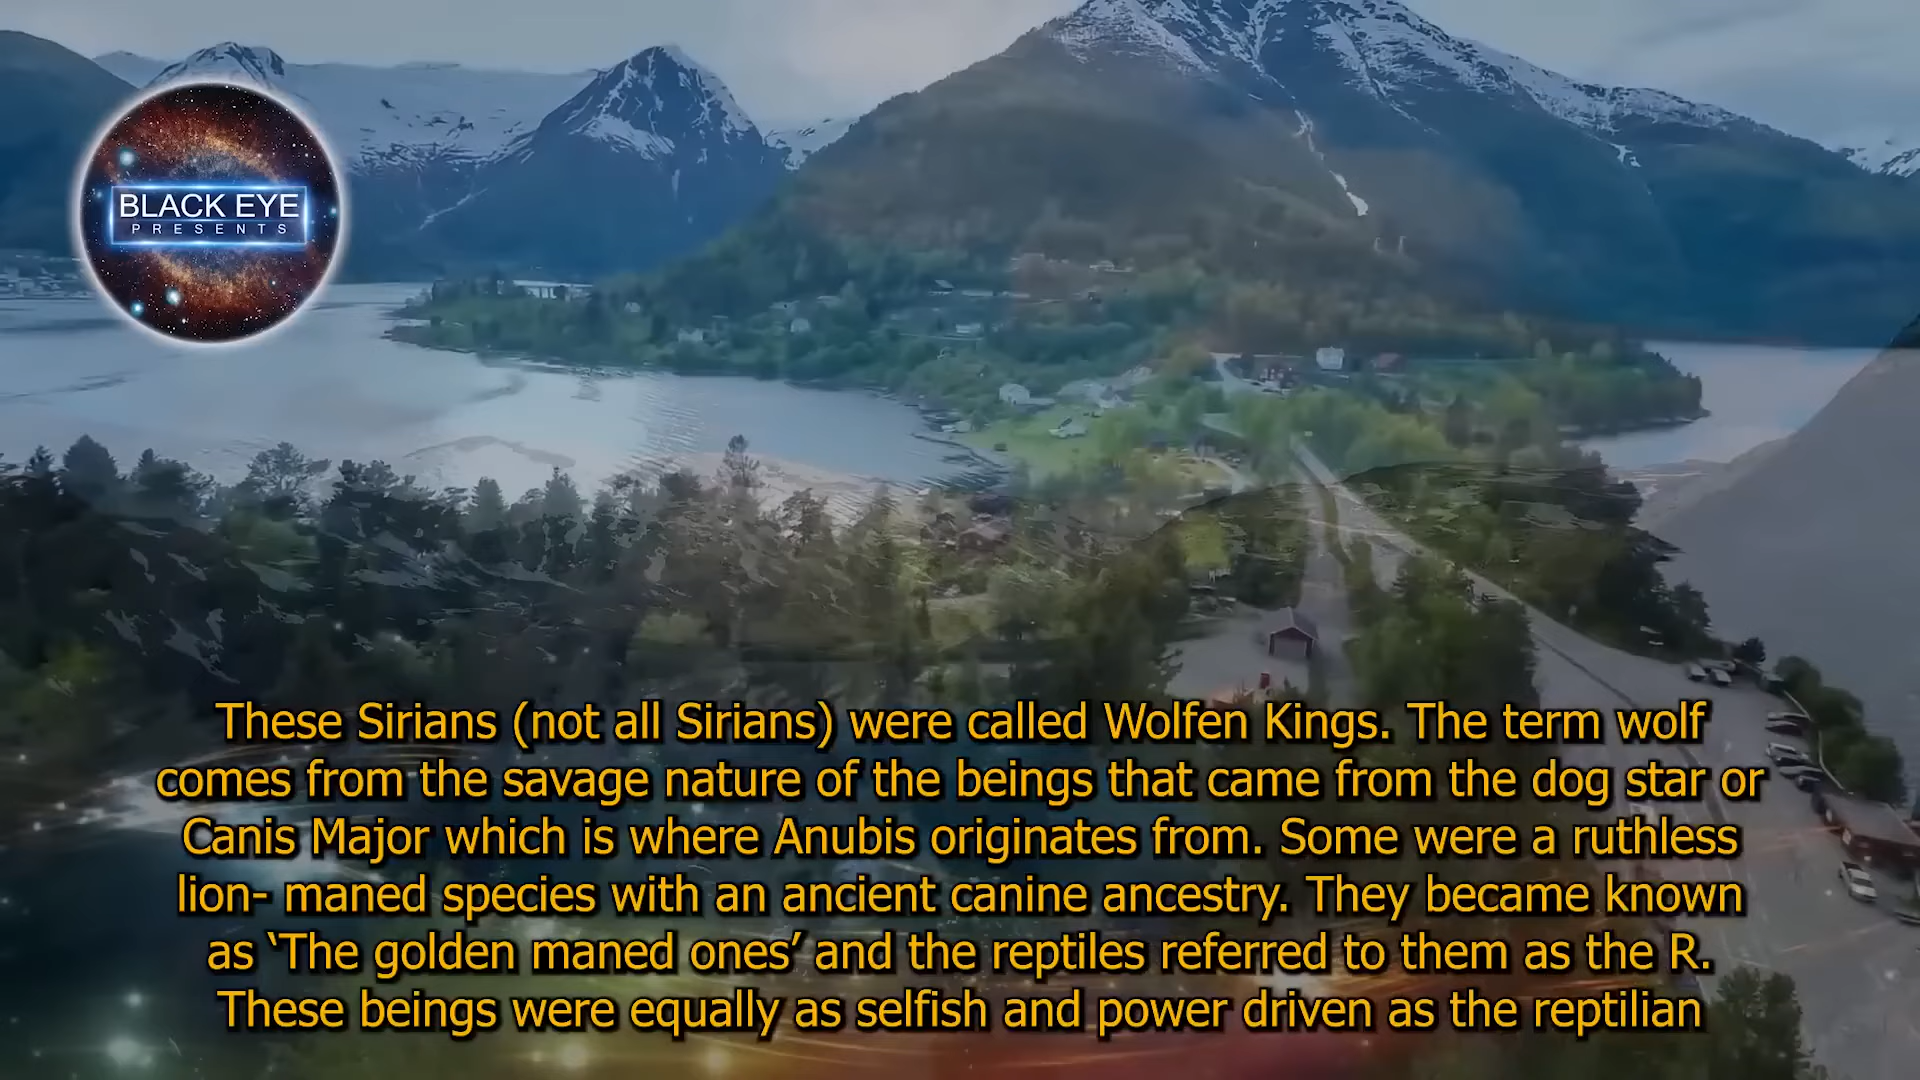 BLACK EYE
PRESENTS
These Sirians (not all Sirians) were called Wolfen Kings. The term wolf
comes from the savage nature of the beings that came from the dog star or
Canis Major which is where Anubis originates from. Some were a ruthless
lion- maned species with an ancient canine ancestry. They became known
as ‘The golden maned ones’ and the reptiles referred to them as the R.
These beings were equally as selfish and power driven as the reptilian